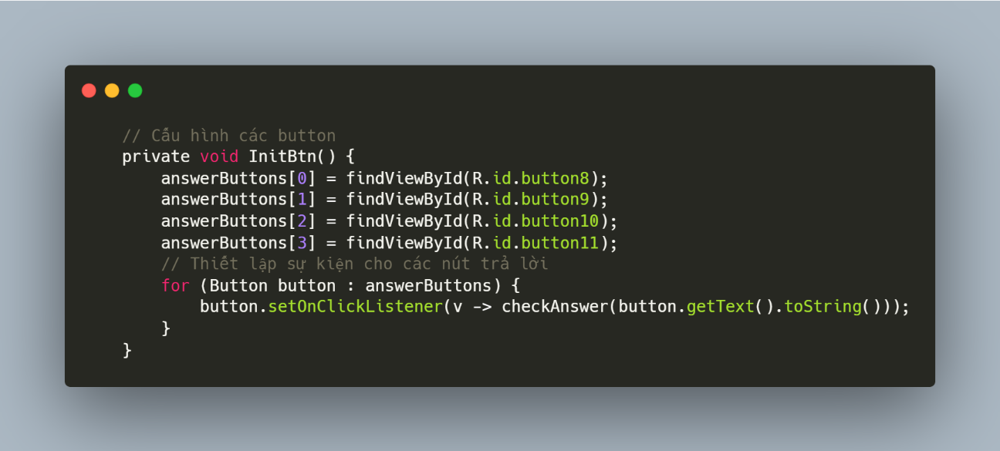 // Cấu hình các button
private void InitBtn() {
answerButtons[0] = findViewById(R.id.button8);
answerButtons[1] = findViewById(R.id.button9);
answerButtons[2] = findViewById(R.id.button10);
answerButtons[3] = findViewById(R.id.button11);
// Thiết lập sự kiện cho các nút trả lời
for (Button button : answerButtons) {
button.setOnClickListener(v -> checkAnswer(button.getText().toString()));
}
}